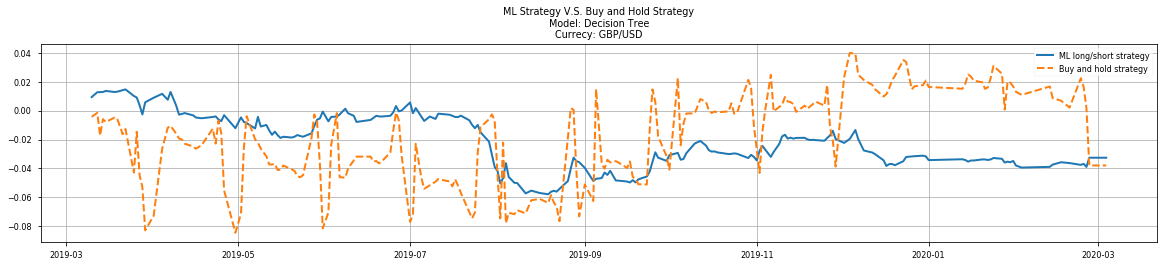 ML Strategy V.S. Buy and Hold Strategy
Model: Decision Tree
Currecy: GBP/USD
ML long/short strategy
Buy and hold strategy
0.04
0.02
0.00
−0.02
−0.04
−0.06
−0.08
2019-03
2019-05
2019-07
2019-09
2019-11
2020-01
2020-03